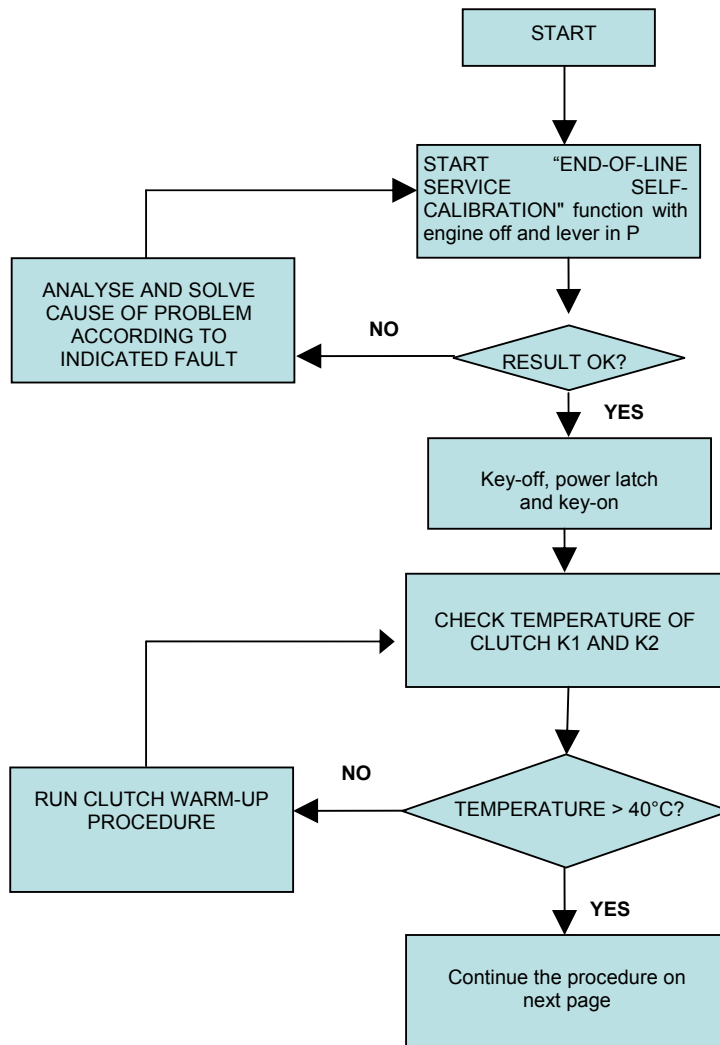 START
START "END-OF-LINE
SERVICE SELF-
CALIBRATION" function with
engine off and lever in P
ANALYSE AND SOLVE
CAUSE OF PROBLEM
ACCORDING TO
INDICATED FAULT
NO
RESULT OK?
YES
Key-off, power latch
and key-on
CHECK TEMPERATURE OF
CLUTCH K1 AND K2
NO
RUN CLUTCH WARM-UP
PROCEDURE
TEMPERATURE > 40°C?
YES
Continue the procedure on
next page